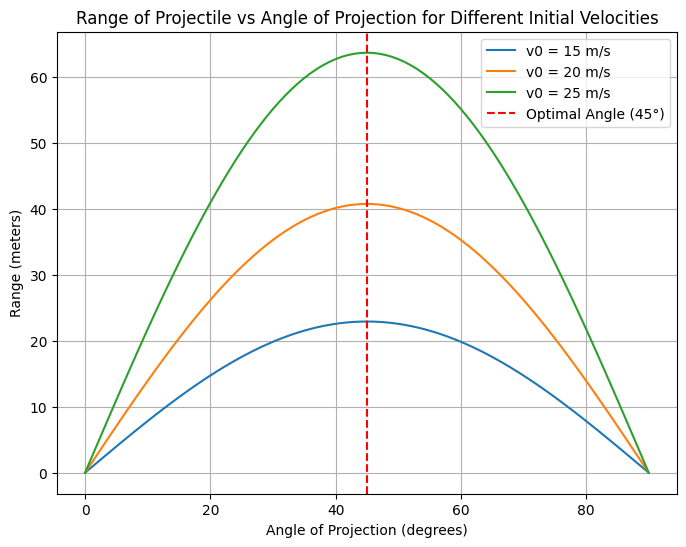 Range of Projectile vs Angle of Projection for Different Initial Velocities
v0 = 15 m/s
v0 = 20 m/s
v0 = 25 m/s
Optimal Angle (45°)
Range (meters)
60
50
40
30
20
10
0
0 20 40 60 80
Angle of Projection (degrees)